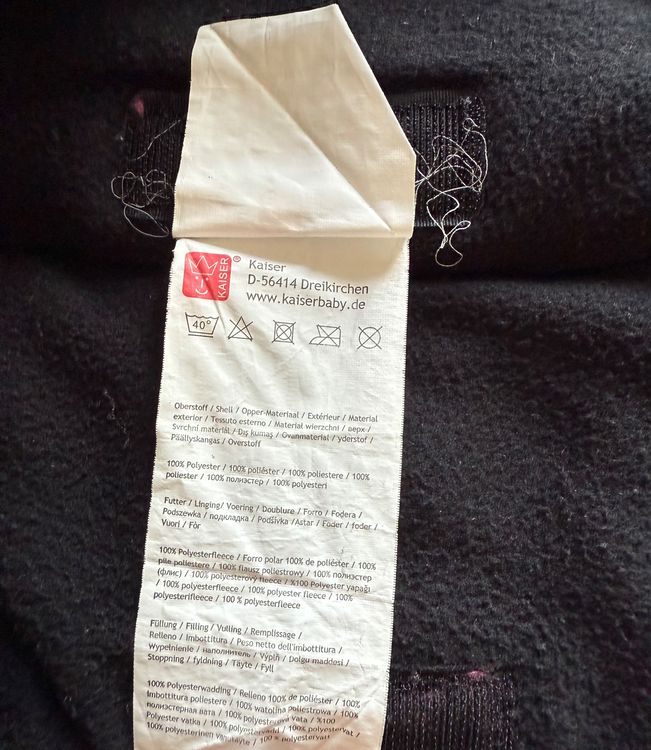 KAISER ®
Kaiser
D-56414 Dreikirchen
www.kaiserbaby.de
40°
Oberstoff / Shell / Opper-Materiaal / Extérieur / Material
exterior / Tessuto esterno / Materiał wierzchni / верх /
Svrchní materiál / Dış kumaş / Ovanmaterial / yderstof /
Päällyskangas / Overstoff
100% Polyester / 100% poliéster / 100% poliestere / 100%
poliester / 100% полиэстер / 100% polyesteri
Futter / Linging/ Voering / Doublure / Forro / Fodera /
Podszewka / подкладка / Podšívka /Astar / Foder / foder /
Vuori / Fôr
100% Polyesterfleece / Forro polar 100% de poliéster / 100%
pile poliestere / 100% flausz poliestrowy / 100% полиэстер
(флис) / 100% polyesterový fleece / %100 Polyester yapağı
/ 100% polyesterfleece / 100% polyester fleece / 100%
polyesterifleece / 100 % polyesterfleece
Füllung / Filling / Vulling / Remplissage /
Relleno / Imbottitura / Peso netto dell'imbottitura /
Wypełnienie / наполнитель / Výplň / Dolgu maddesi /
Stoppning / fyldning / Täyte / Fyll
100% Polyesterwadding / Relleno 100% de poliéster / 100%
Imbottitura poliestere / 100% watolina poliestrowa / 100%
полиэстерная вата / 100% polyesterová vata / %100
Polyester vatka / 100% polyestervadd / 100% polyestervat /
100% polyesterinen vanutäyte / 100 % polyestervatt